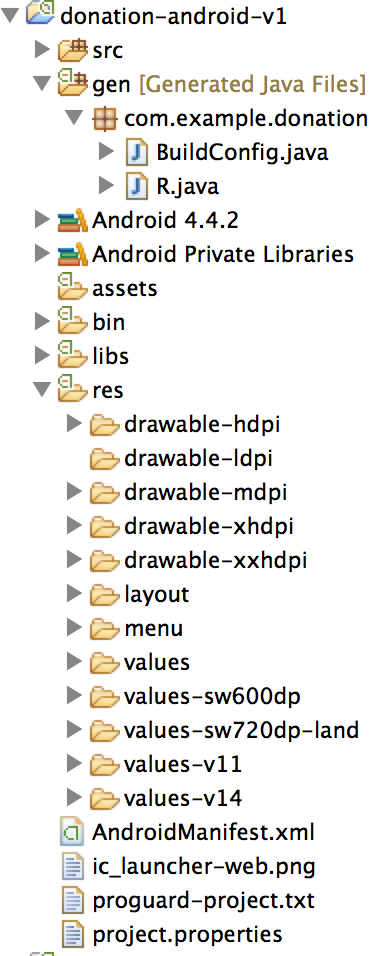 donation-android-v1
src
gen [Generated Java Files]
com.example.donation
BuildConfig.java
R.java
Android 4.4.2
Android Private Libraries
assets
bin
libs
res
drawable-hdpi
drawable-ldpi
drawable-mdpi
drawable-xhdpi
drawable-xxhdpi
layout
menu
values
values-sw600dp
values-sw720dp-land
values-v11
values-v14
AndroidManifest.xml
ic_launcher-web.png
proguard-project.txt
project.properties